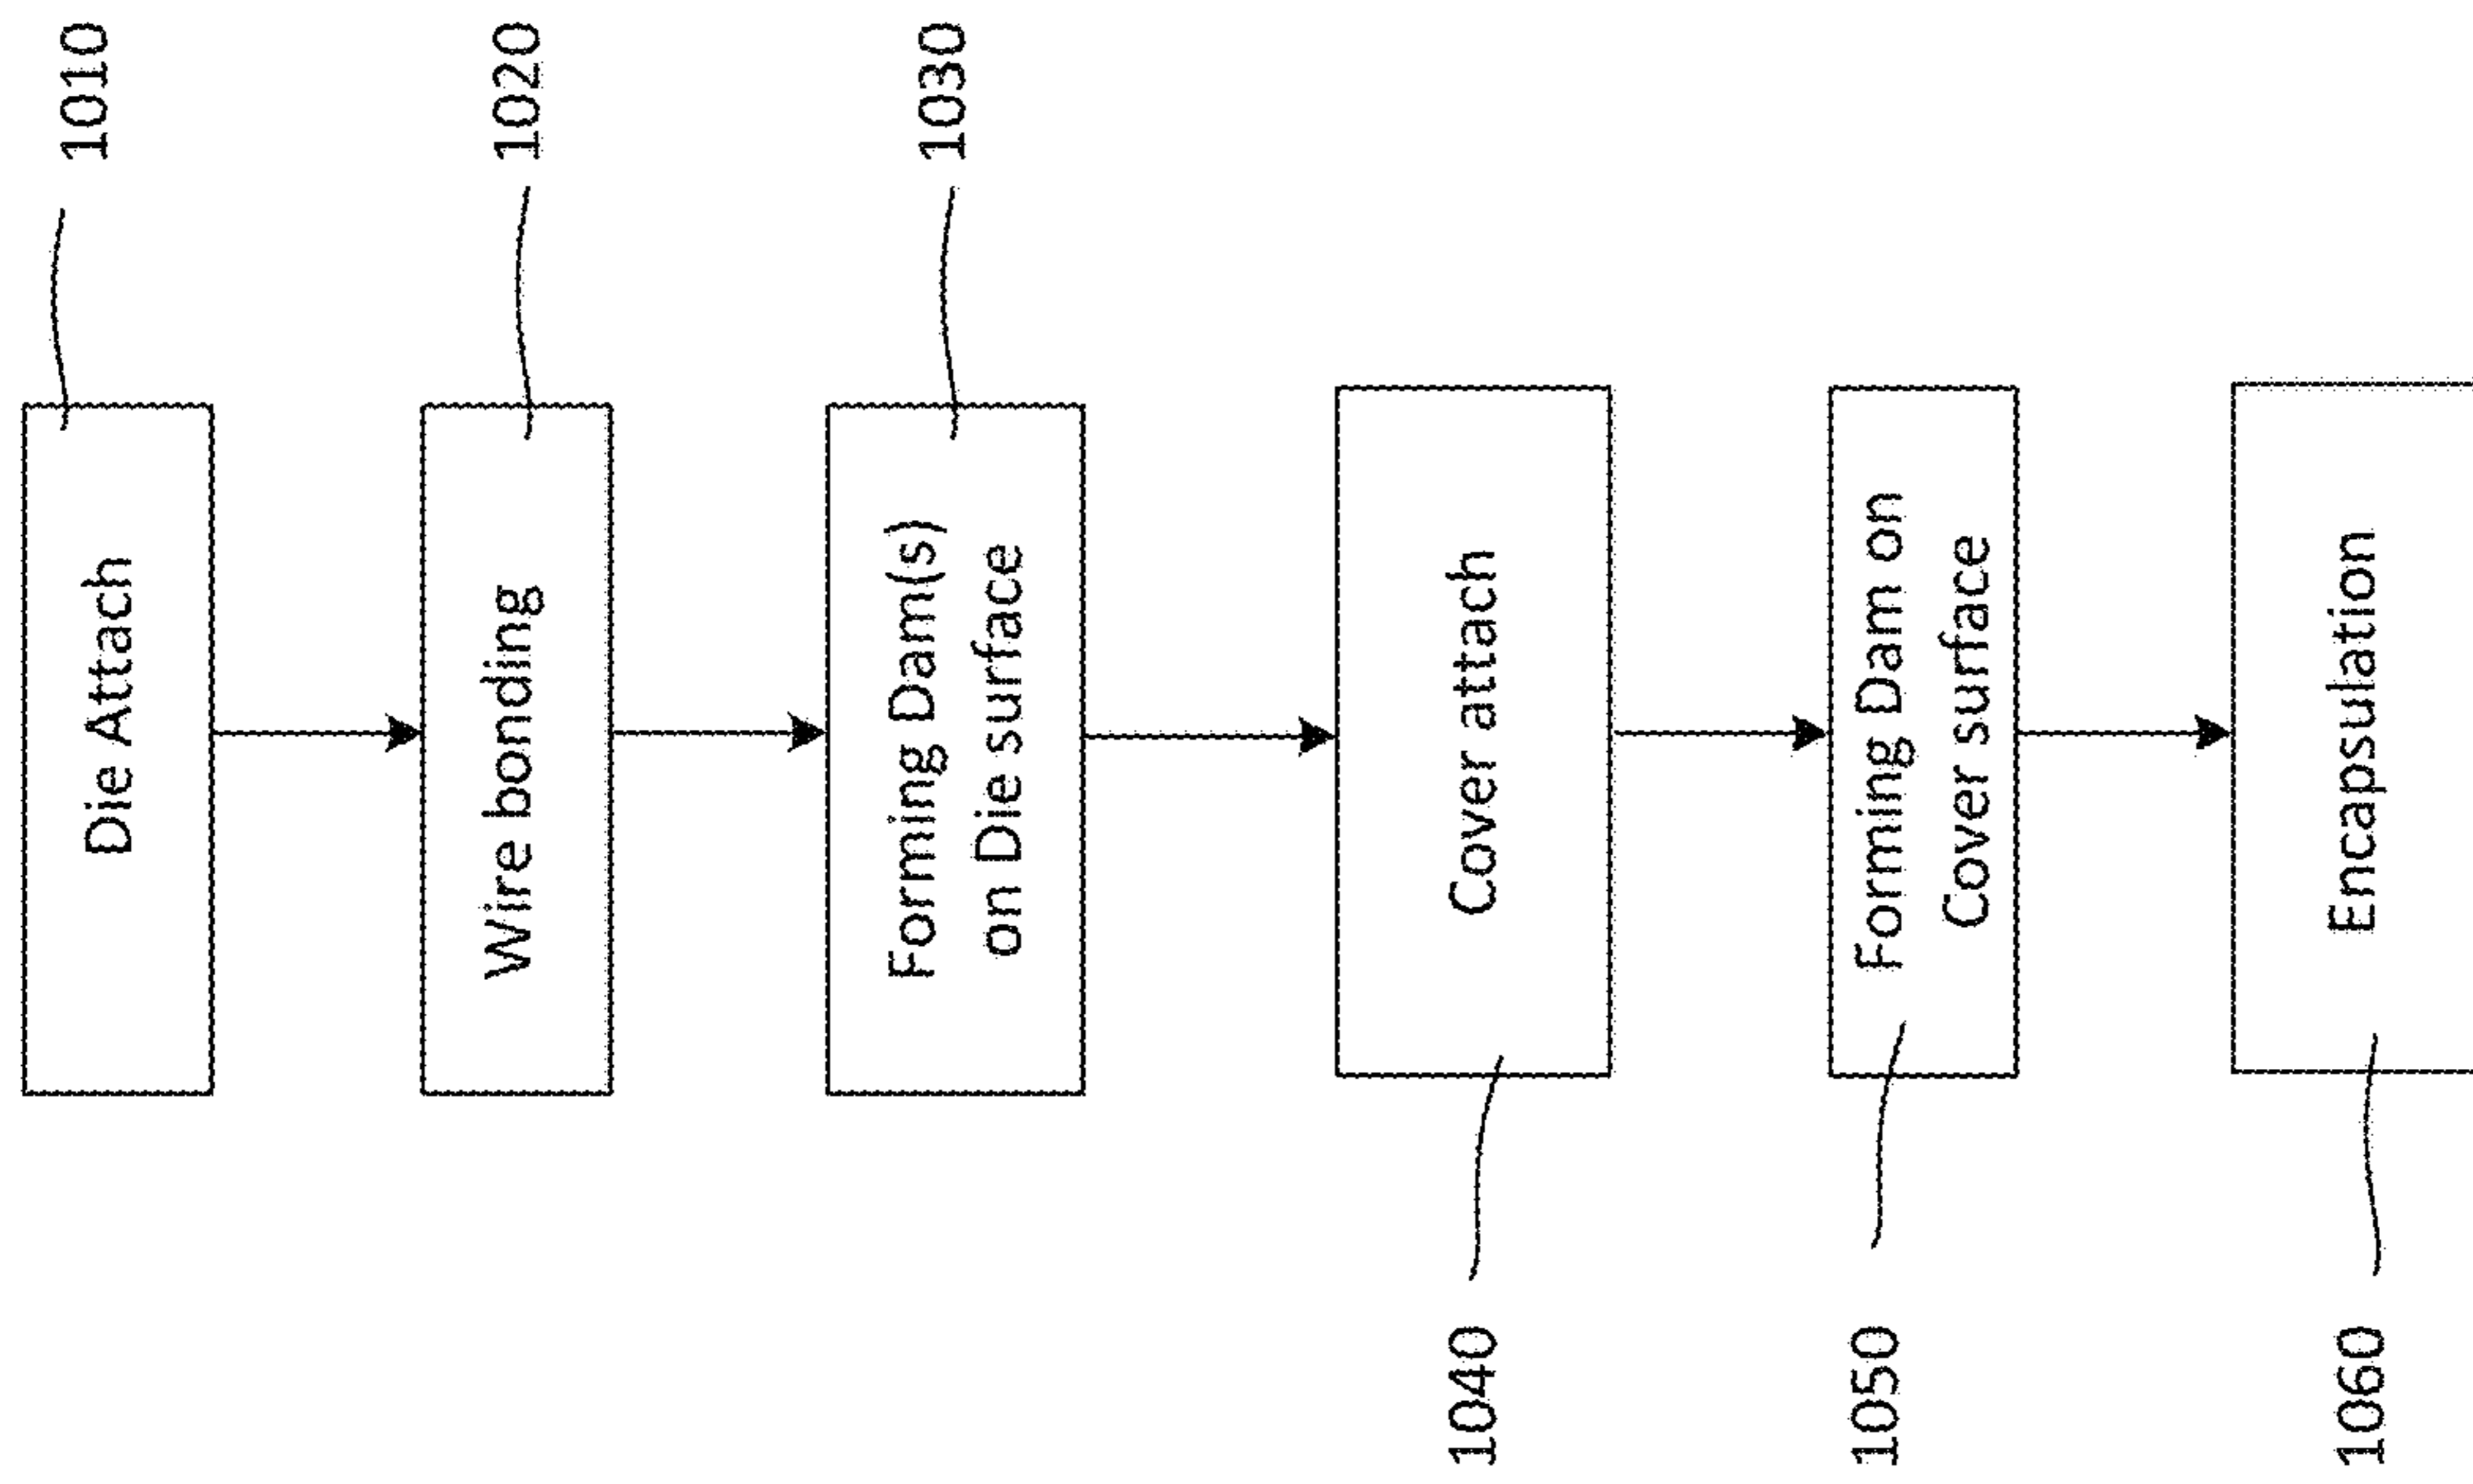 Die Attach
1010
Wire bonding
1020
Forming Dam(s)
on Die surface
1030
Cover attach
1040
Forming Dam on
Cover surface
1050
Encapsulation
1060